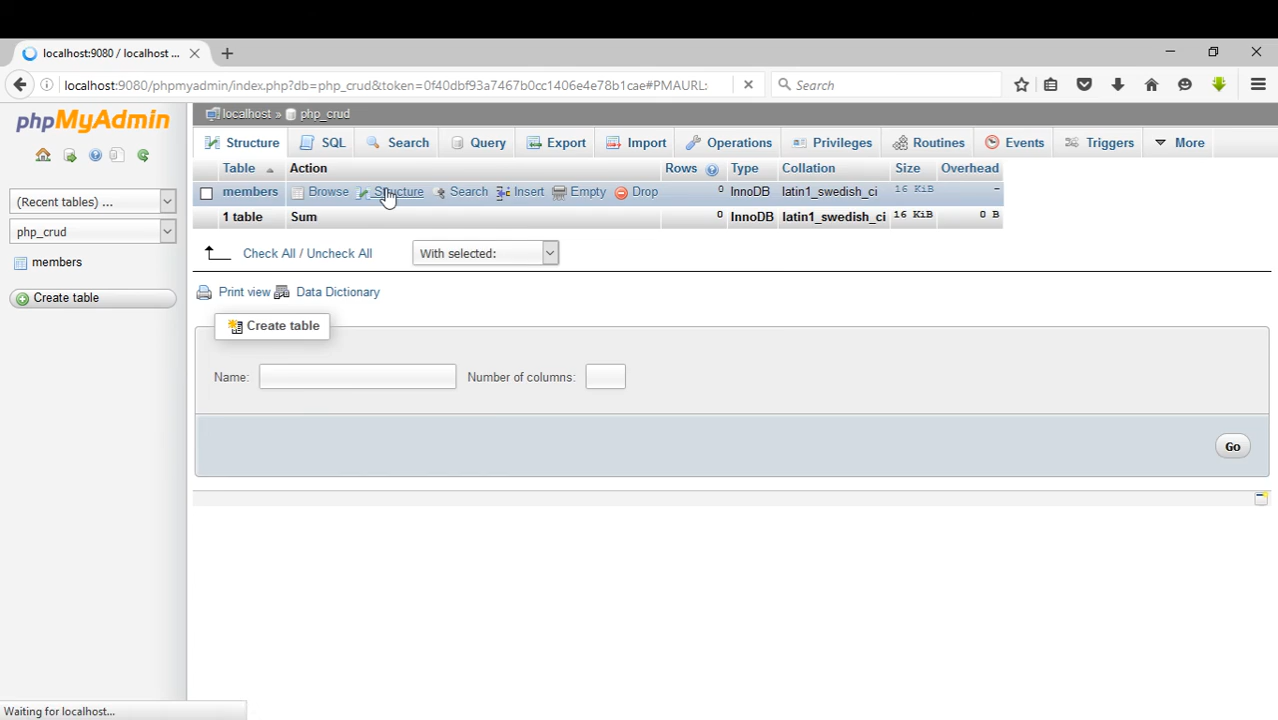 localhost:9080 / localhost ...
localhost:9080/phpmyadmin/index.php?db=php_crud&token=0f40dbf93a7467b0cc1406e4e78b1cae#PMAURL:
Search
phpMyAdmin
localhost » php_crud
Structure SQL Search Query Export Import Operations Privileges Routines Events Triggers More
Table Action Rows Type Collation Size Overhead
members Browse Structure Search Insert Empty Drop 0 InnoDB latin1_swedish_ci 16 KiB -
1 table Sum 0 InnoDB latin1_swedish_ci 16 KiB 0 B
(Recent tables) ...
php_crud
members
Create table
Check All / Uncheck All With selected:
Print view Data Dictionary
Create table
Name: Number of columns:
Go
Waiting for localhost...